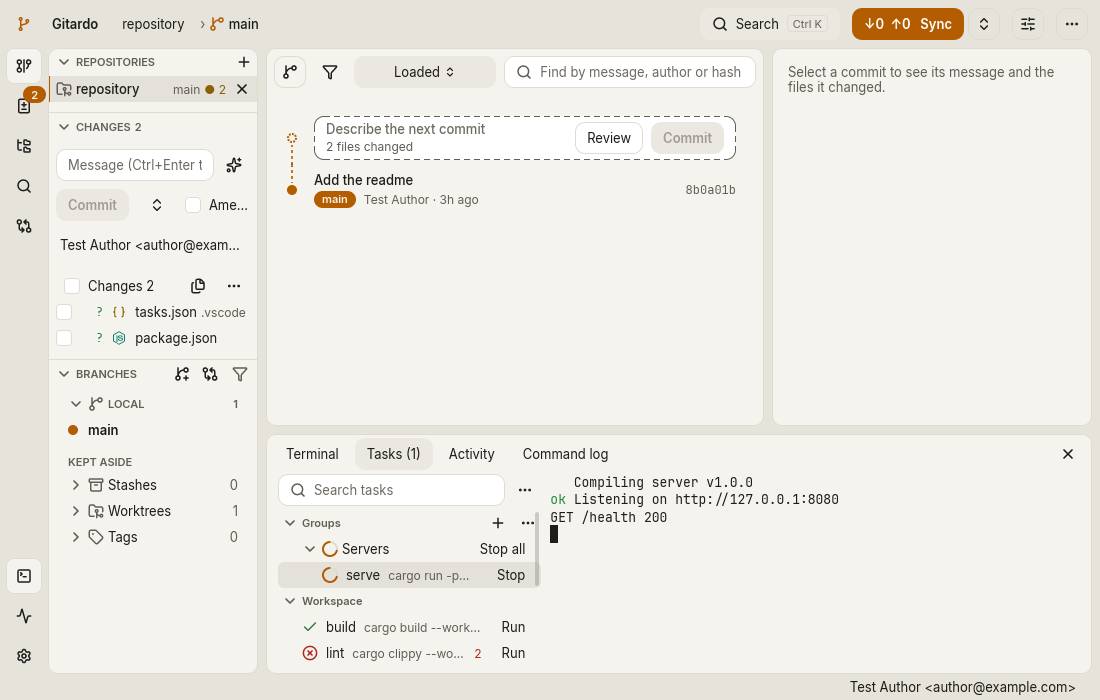 Gitardo
repository
main
Search
Ctrl K
↓0 ↑0 Sync
2
REPOSITORIES
repository
main
2
CHANGES 2
Message (Ctrl+Enter t
Commit
Ame...
Test Author <author@exam...
Changes 2
? { } tasks.json .vscode
? package.json
BRANCHES
LOCAL
1
main
KEPT ASIDE
Stashes 0
Worktrees 1
Tags 0
Loaded
Find by message, author or hash
Describe the next commit
2 files changed
Review
Commit
Add the readme
main
Test Author · 3h ago
8b0a01b
Select a commit to see its message and the
files it changed.
Terminal
Tasks (1)
Activity
Command log
Search tasks
Groups
Servers
Stop all
serve cargo run -p... Stop
Workspace
build cargo build --work... Run
lint cargo clippy --wo... 2 Run
Compiling server v1.0.0
ok Listening on http://127.0.0.1:8080
GET /health 200
Test Author <author@example.com>